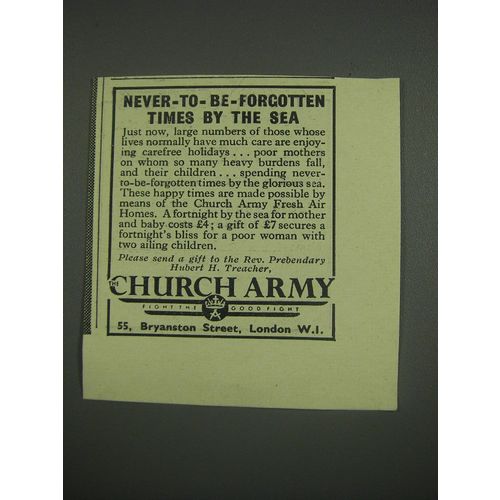 NEVER-TO-BE-FORGOTTEN
TIMES BY THE SEA
Just now, large numbers of those whose
lives normally have much care are enjoy-
ing carefree holidays . . . poor mothers
on whom so many heavy burdens fall,
and their children . . . spending never-
to-be-forgotten times by the glorious sea.
These happy times are made possible by
means of the Church Army Fresh Air
Homes. A fortnight by the sea for mother
and baby costs £4; a gift of £7 secures a
fortnight's bliss for a poor woman with
two ailing children.
Please send a gift to the Rev. Prebendary
Hubert H. Treacher,
THE CHURCH ARMY
FIGHT THE GOOD FIGHT
55, Bryanston Street, London W.1.